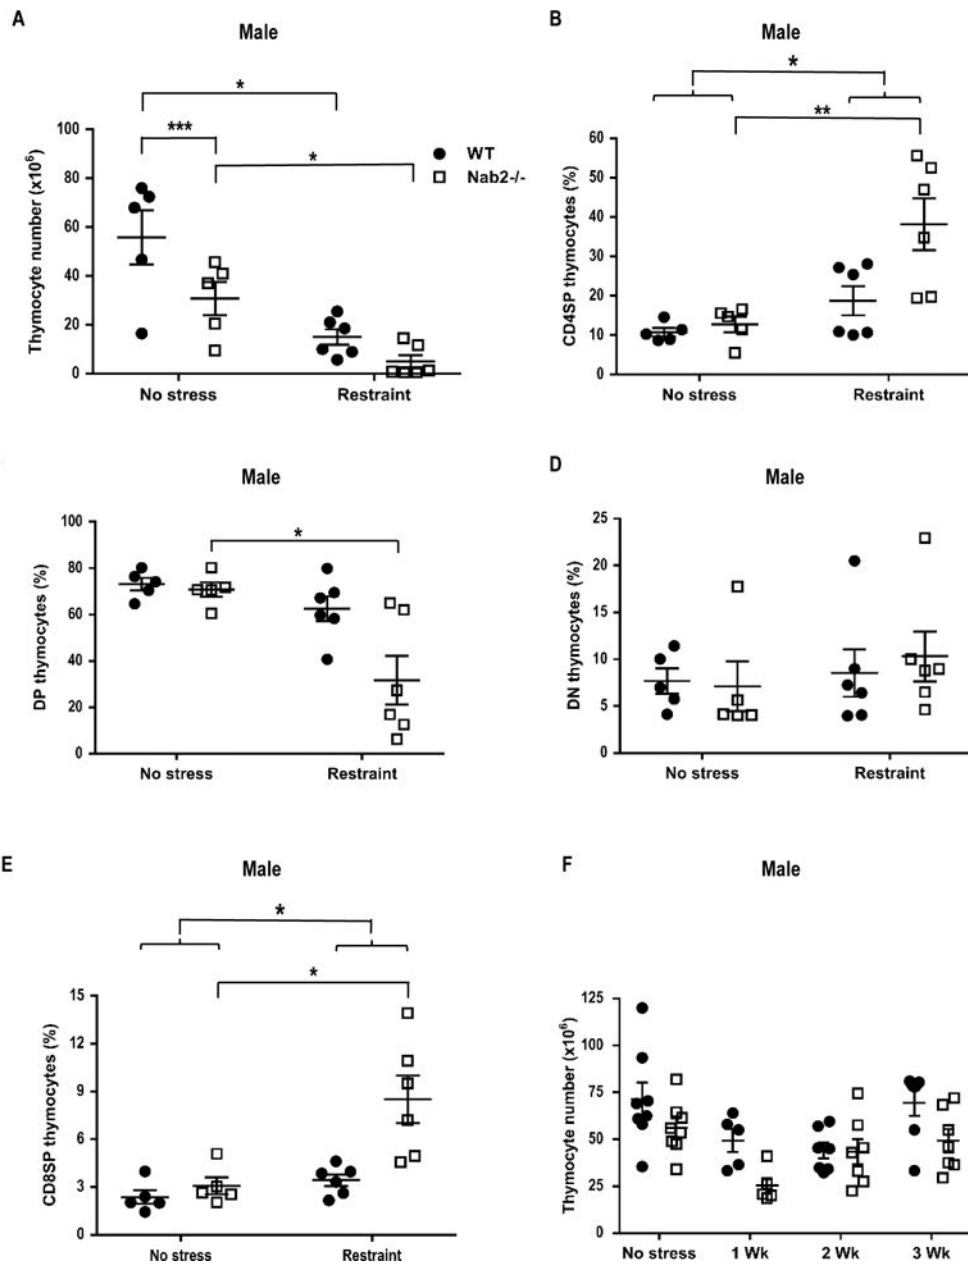 A
Male
*
***
*
WT
Nab2-/-
Thymocyte number (x10⁶)
100
80
60
40
20
0
No stress
Restraint
B
Male
*
**
CD4SP thymocytes (%)
60
50
40
30
20
10
0
No stress
Restraint
Male
*
DP thymocytes (%)
100
80
60
40
20
0
No stress
Restraint
D
Male
DN thymocytes (%)
25
20
15
10
5
0
No stress
Restraint
E
Male
*
*
CD8SP thymocytes (%)
15
12
9
6
3
0
No stress
Restraint
F
Male
Thymocyte number (x10⁶)
125
100
75
50
25
0
No stress
1 Wk
2 Wk
3 Wk